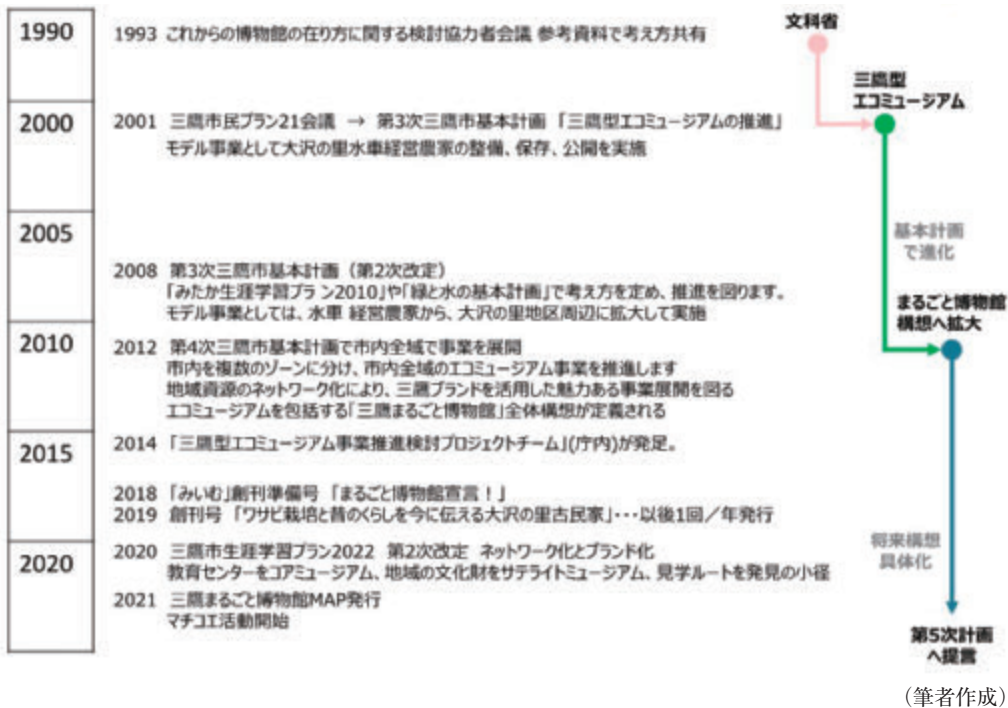 1990
1993 これからの博物館の在り方に関する検討協力者会議 参考資料で考え方共有
2000
2001 三鷹市民プラン21会議 → 第3次三鷹市基本計画 「三鷹型エコミュージアムの推進」
モデル事業として大沢の里水車経営農家の整備、保存、公開を実施
2005
2008 第3次三鷹市基本計画（第2次改定）
「みたか生涯学習プラン2010」や「緑と水の基本計画」で考え方を定め、推進を図ります。
モデル事業としては、水車 経営農家から、大沢の里地区周辺に拡大して実施
2010
2012 第4次三鷹市基本計画で市内全域で事業を展開
市内を複数のゾーンに分け、市内全域のエコミュージアム事業を推進します
地域資源のネットワーク化により、三鷹ブランドを活用した魅力ある事業展開を図る
エコミュージアムを包括する「三鷹まるごと博物館」全体構想が定義される
2015
2014 「三鷹型エコミュージアム事業推進検討プロジェクトチーム」(庁内)が発足。
2018 「みいむ」創刊準備号 「まるごと博物館宣言！」
2019 創刊号 「ワサビ栽培と昔のくらしを今に伝える大沢の里古民家」・・・以後1回／年発行
2020
2020 三鷹市生涯学習プラン2022 第2次改定 ネットワーク化とブランド化
教育センターをコアミュージアム、地域の文化財をサテライトミュージアム、見学ルートを発見の小径
2021 三鷹まるごと博物館MAP発行
マチコエ活動開始
文科省
三鷹型
エコミュージアム
基本計画
で進化
まるごと博物館
構想へ拡大
将来構想
具体化
第5次計画
へ提言
（筆者作成）